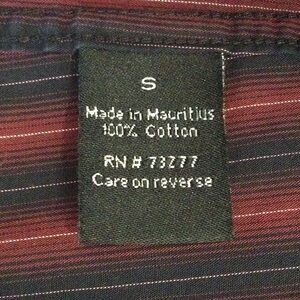 S
Made in Mauritius
100% Cotton
RN # 73277
Care on reverse